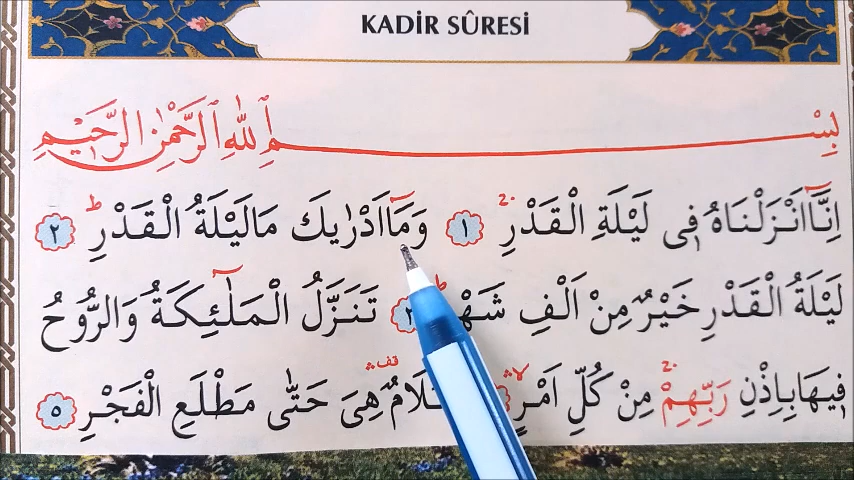 KADİR SÛRESİ
بِسْمِ اللّٰهِ الرَّحْمٰنِ الرَّحٖيمِ
اِنَّٓا اَنْزَلْنَاهُ فٖى لَيْلَةِ الْقَدْرِ ۚ ﴿١﴾ وَمَٓا اَدْرٰيكَ مَا لَيْلَةُ الْقَدْرِ ؕ ﴿٢﴾
لَيْلَةُ الْقَدْرِ خَيْرٌ مِنْ اَلْفِ شَهْ تَنَزَّلُ الْمَلٰٓئِكَةُ وَالرُّوحُ
فٖيهَا بِاِذْنِ رَبِّهِمْ ۚ مِنْ كُلِّ اَمْرٍ هِىَ حَتّٰى مَطْلَعِ الْفَجْرِ ﴿٥﴾